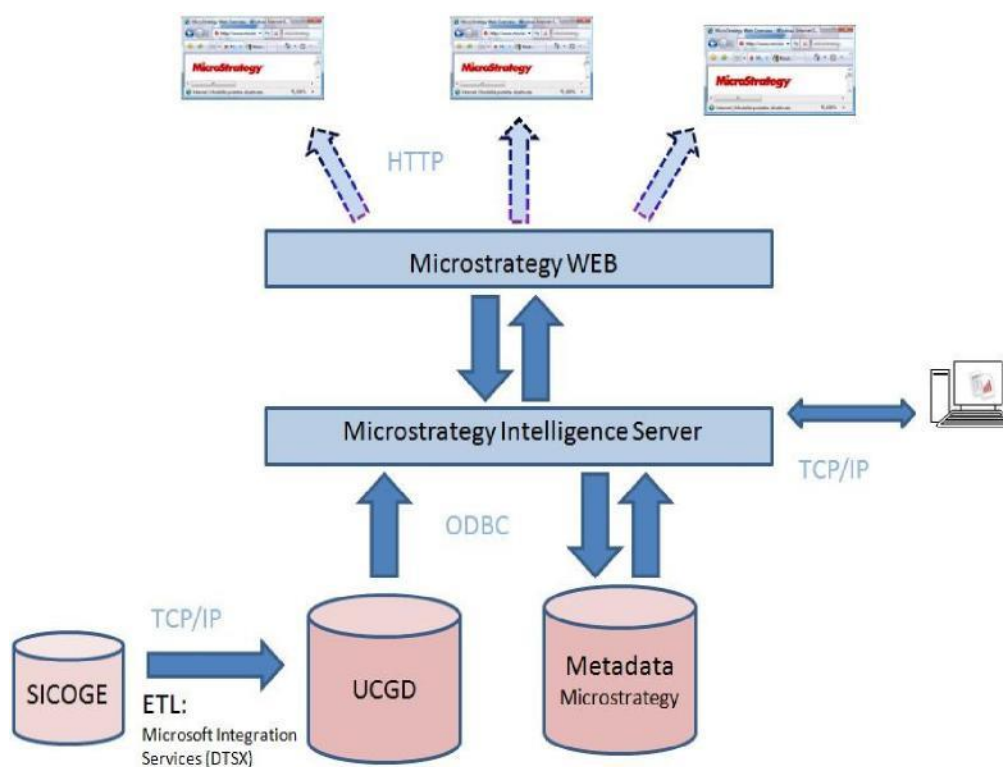 MicroStrategy
MicroStrategy
MicroStrategy
HTTP
Microstrategy WEB
Microstrategy Intelligence Server
TCP/IP
ODBC
TCP/IP
SICOGE
ETL:
Microsoft Integration
Services (DTSX)
UCGD
Metadata
Microstrategy